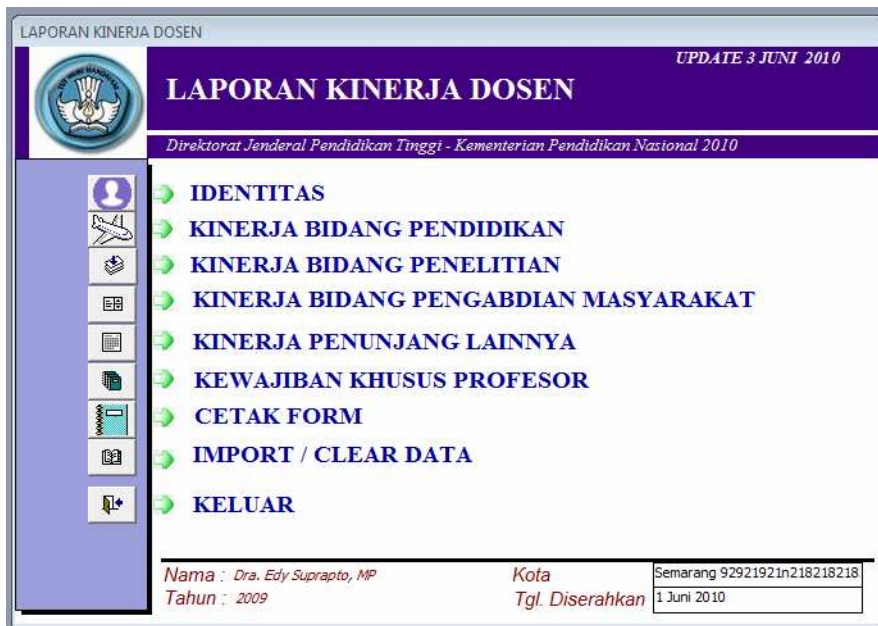 LAPORAN KINERJA DOSEN
UPDATE 3 JUNI 2010
LAPORAN KINERJA DOSEN
Direktorat Jenderal Pendidikan Tinggi - Kementerian Pendidikan Nasional 2010
IDENTITAS
KINERJA BIDANG PENDIDIKAN
KINERJA BIDANG PENELITIAN
KINERJA BIDANG PENGABDIAN MASYARAKAT
KINERJA PENUNJANG LAINNYA
KEWAJIBAN KHUSUS PROFESOR
CETAK FORM
IMPORT / CLEAR DATA
KELUAR
Nama : Dra. Edy Suprapto, MP Kota Semarang 92921921n218218218
Tahun : 2009 Tgl. Diserahkan 1 Juni 2010